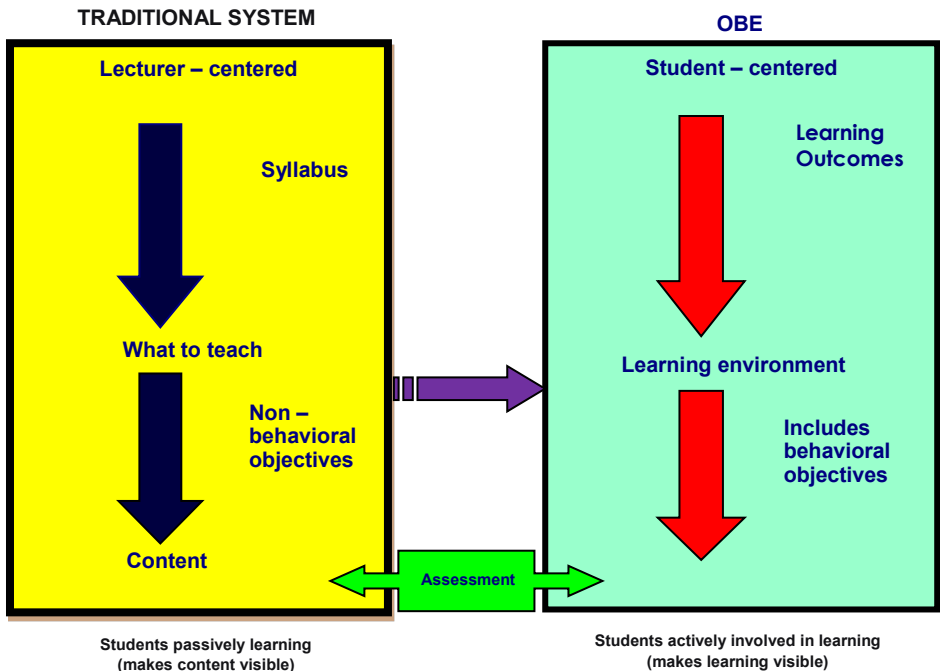 TRADITIONAL SYSTEM
Lecturer – centered
Syllabus
What to teach
Non –
behavioral
objectives
Content
Students passively learning
(makes content visible)
Assessment
OBE
Student – centered
Learning
Outcomes
Learning environment
Includes
behavioral
objectives
Students actively involved in learning
(makes learning visible)